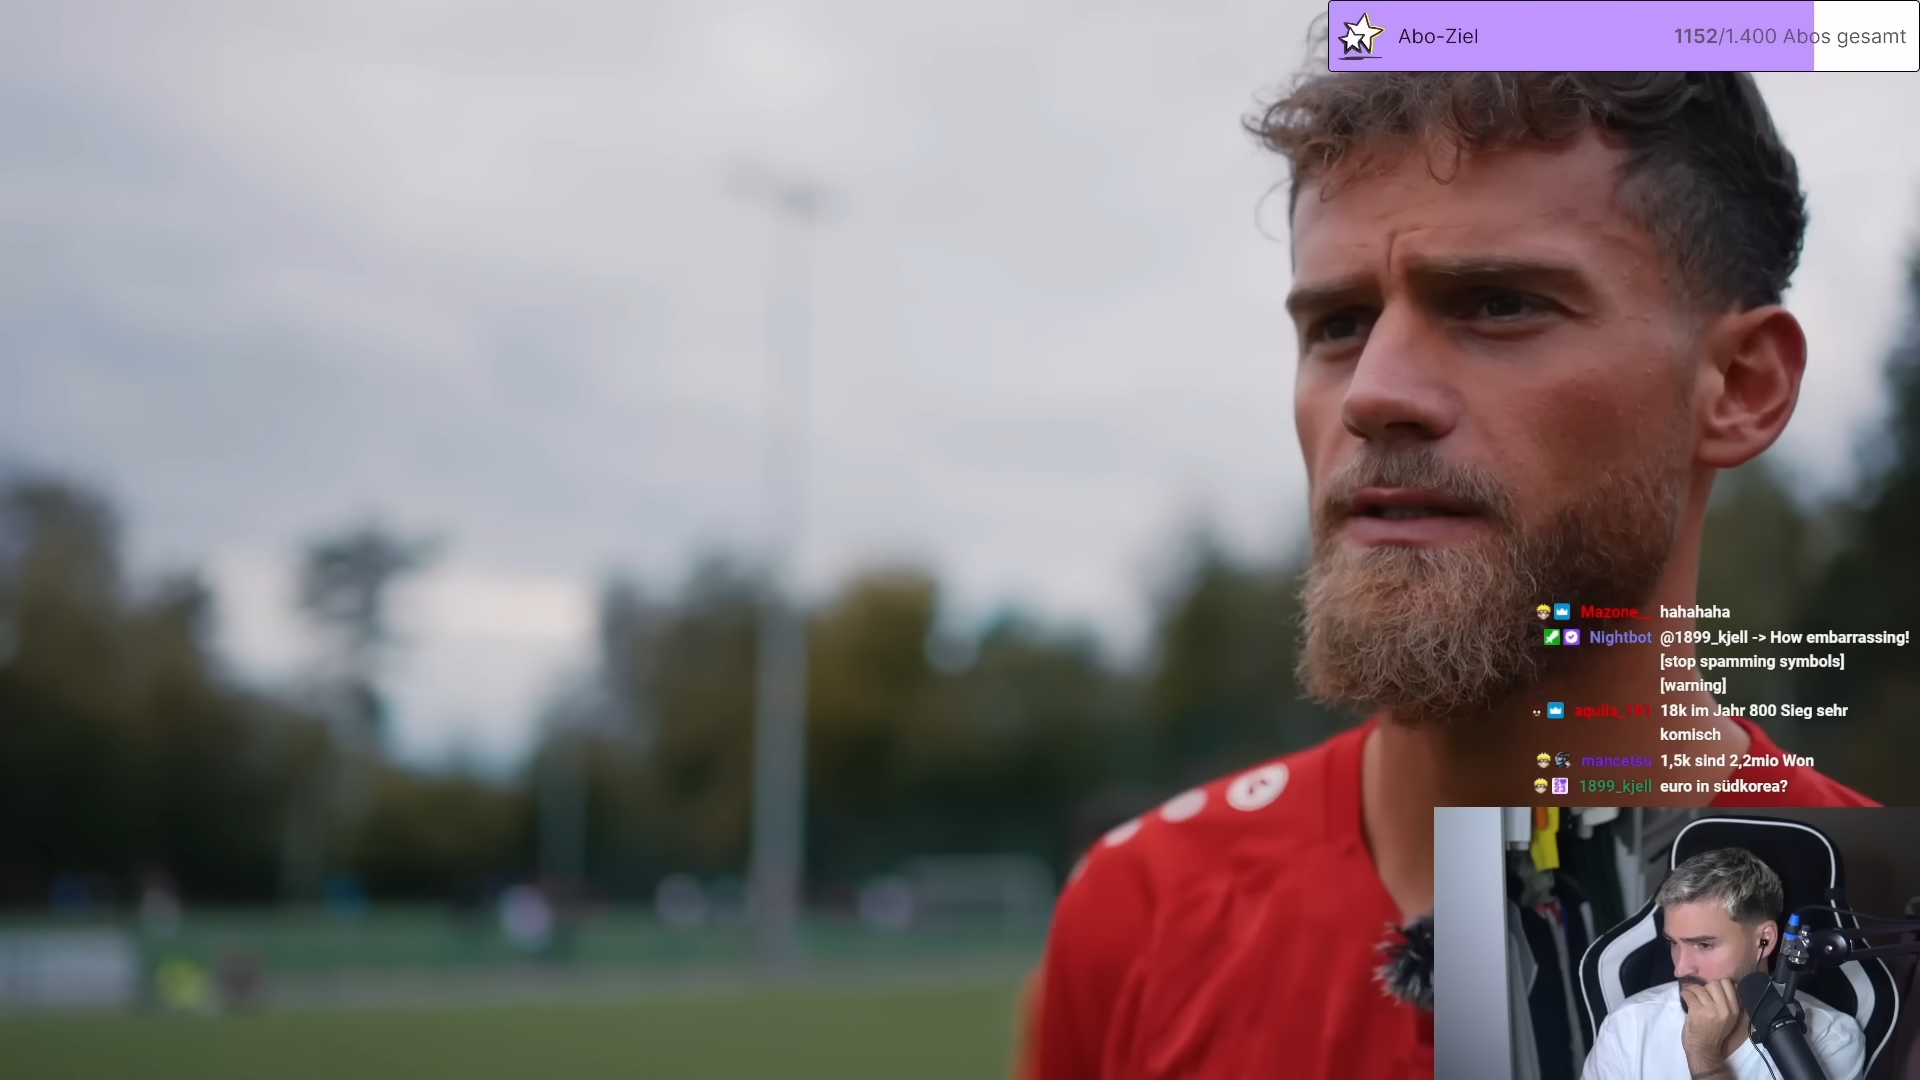 Abo-Ziel 1152/1.400 Abos gesamt
Mazone__ hahahaha
Nightbot @1899_kjell -> How embarrassing!
[stop spamming symbols]
[warning]
18k im Jahr 800 Sieg sehr
komisch
mancetsu 1,5k sind 2,2mio Won
1899_kjell euro in südkorea?